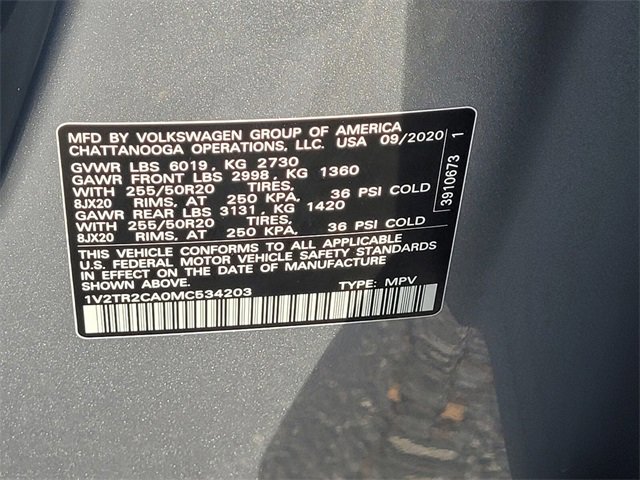 MFD BY VOLKSWAGEN GROUP OF AMERICA
CHATTANOOGA OPERATIONS, LLC. USA 09/2020
GVWR LBS 6019, KG 2730
GAWR FRONT LBS 2998, KG 1360
WITH 255/50R20 TIRES,
8JX20 RIMS, AT 250 KPA, 36 PSI COLD
GAWR REAR LBS 3131, KG 1420
WITH 255/50R20 TIRES,
8JX20 RIMS, AT 250 KPA, 36 PSI COLD
THIS VEHICLE CONFORMS TO ALL APPLICABLE
U.S. FEDERAL MOTOR VEHICLE SAFETY STANDARDS
IN EFFECT ON THE DATE OF MANUFACTURE
SHOWN ABOVE.
1V2TR2CA0MC534203 TYPE: MPV
3910673 1